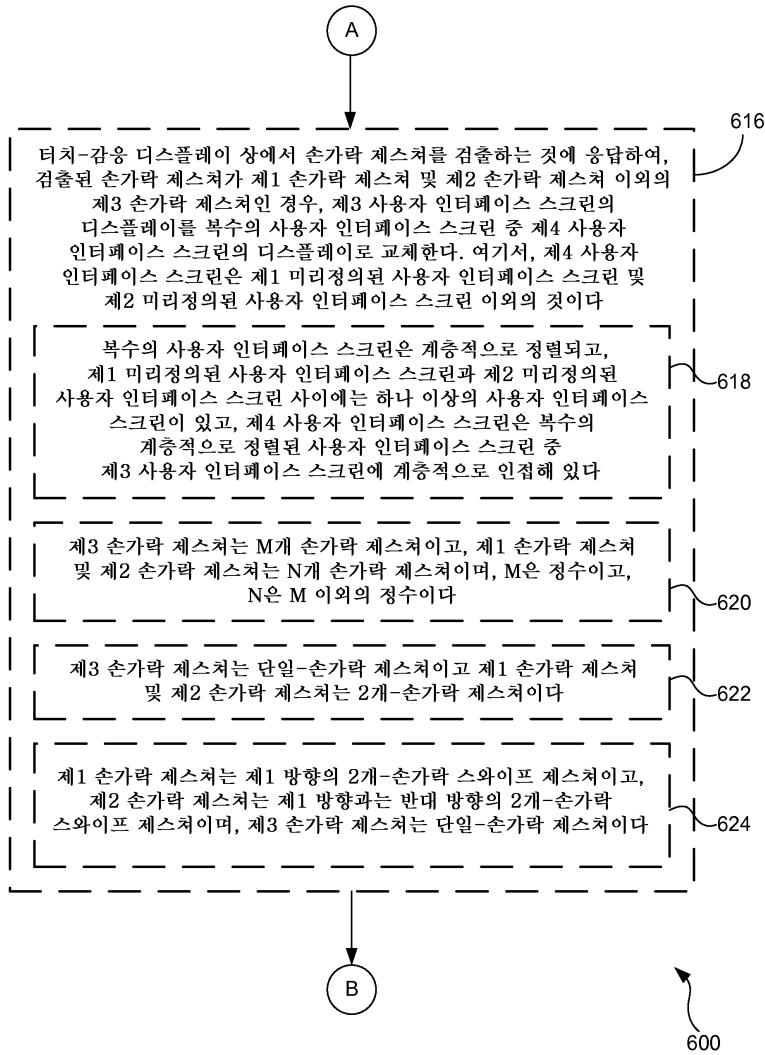 A
616
터치-감응 디스플레이 상에서 손가락 제스쳐를 검출하는 것에 응답하여,
검출된 손가락 제스쳐가 제1 손가락 제스쳐 및 제2 손가락 제스쳐 이외의
제3 손가락 제스쳐인 경우, 제3 사용자 인터페이스 스크린의
디스플레이를 복수의 사용자 인터페이스 스크린 중 제4 사용자
인터페이스 스크린의 디스플레이로 교체한다. 여기서, 제4 사용자
인터페이스 스크린은 제1 미리정의된 사용자 인터페이스 스크린 및
제2 미리정의된 사용자 인터페이스 스크린 이외의 것이다
복수의 사용자 인터페이스 스크린은 계층적으로 정렬되고,
제1 미리정의된 사용자 인터페이스 스크린과 제2 미리정의된
사용자 인터페이스 스크린 사이에는 하나 이상의 사용자 인터페이스
스크린이 있고, 제4 사용자 인터페이스 스크린은 복수의
계층적으로 정렬된 사용자 인터페이스 스크린 중
제3 사용자 인터페이스 스크린에 계층적으로 인접해 있다
618
제3 손가락 제스쳐는 M개 손가락 제스쳐이고, 제1 손가락 제스쳐
및 제2 손가락 제스쳐는 N개 손가락 제스쳐이며, M은 정수이고,
N은 M 이외의 정수이다
620
제3 손가락 제스쳐는 단일-손가락 제스쳐이고 제1 손가락 제스쳐
및 제2 손가락 제스쳐는 2개-손가락 제스쳐이다
622
제1 손가락 제스쳐는 제1 방향의 2개-손가락 스와이프 제스쳐이고,
제2 손가락 제스쳐는 제1 방향과는 반대 방향의 2개-손가락
스와이프 제스쳐이며, 제3 손가락 제스쳐는 단일-손가락 제스쳐이다
624
B
600